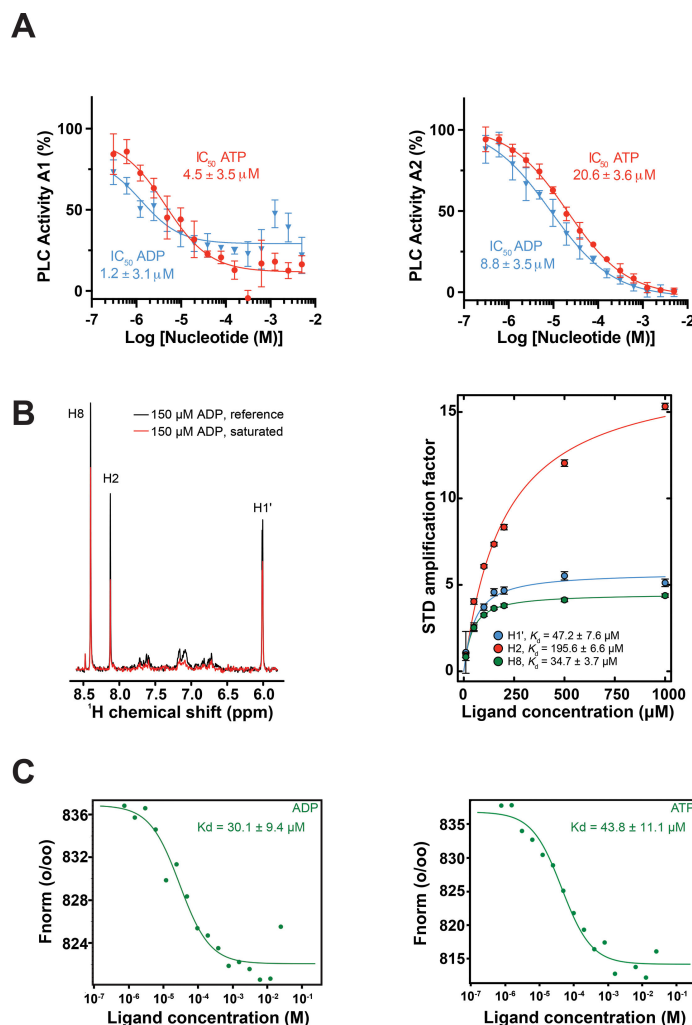 A
PLC Activity A1 (%)
100
50
0
IC50 ATP
4.5 ± 3.5 µM
IC50 ADP
1.2 ± 3.1 µM
-7 -6 -5 -4 -3 -2
Log [Nucleotide (M)]
PLC Activity A2 (%)
100
50
0
IC50 ATP
20.6 ± 3.6 µM
IC50 ADP
8.8 ± 3.5 µM
-7 -6 -5 -4 -3 -2
Log [Nucleotide (M)]
B
H8
H2
H1'
150 µM ADP, reference
150 µM ADP, saturated
8.5 8.0 7.5 7.0 6.5 6.0
1H chemical shift (ppm)
STD amplification factor
15
10
5
0
H1', Kd = 47.2 ± 7.6 µM
H2, Kd = 195.6 ± 6.6 µM
H8, Kd = 34.7 ± 3.7 µM
0 250 500 750 1000
Ligand concentration (µM)
C
Fnorm (o/oo)
836
832
826
822
ADP
Kd = 30.1 ± 9.4 µM
10-7 10-6 10-5 10-4 10-3 10-2 10-1
Ligand concentration (M)
Fnorm (o/oo)
835
830
825
820
815
ATP
Kd = 43.8 ± 11.1 µM
10-7 10-6 10-5 10-4 10-3 10-2 10-1
Ligand concentration (M)